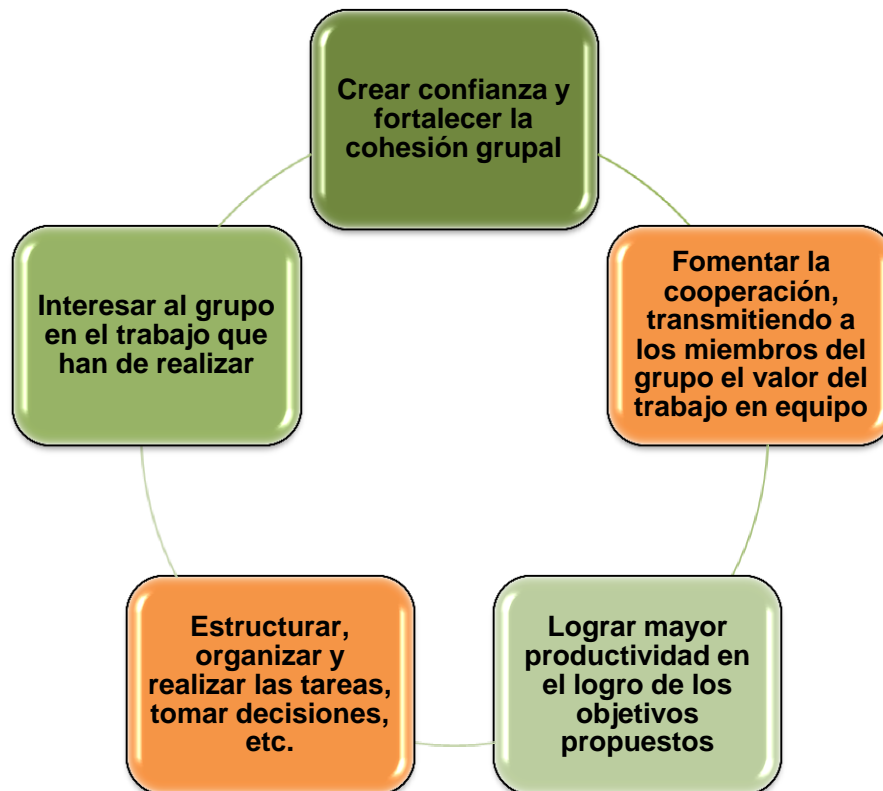 Crear confianza y
fortalecer la
cohesión grupal
Fomentar la
cooperación,
transmitiendo a
los miembros del
grupo el valor del
trabajo en equipo
Lograr mayor
productividad en
el logro de los
objetivos
propuestos
Estructurar,
organizar y
realizar las tareas,
tomar decisiones,
etc.
Interesar al grupo
en el trabajo que
han de realizar